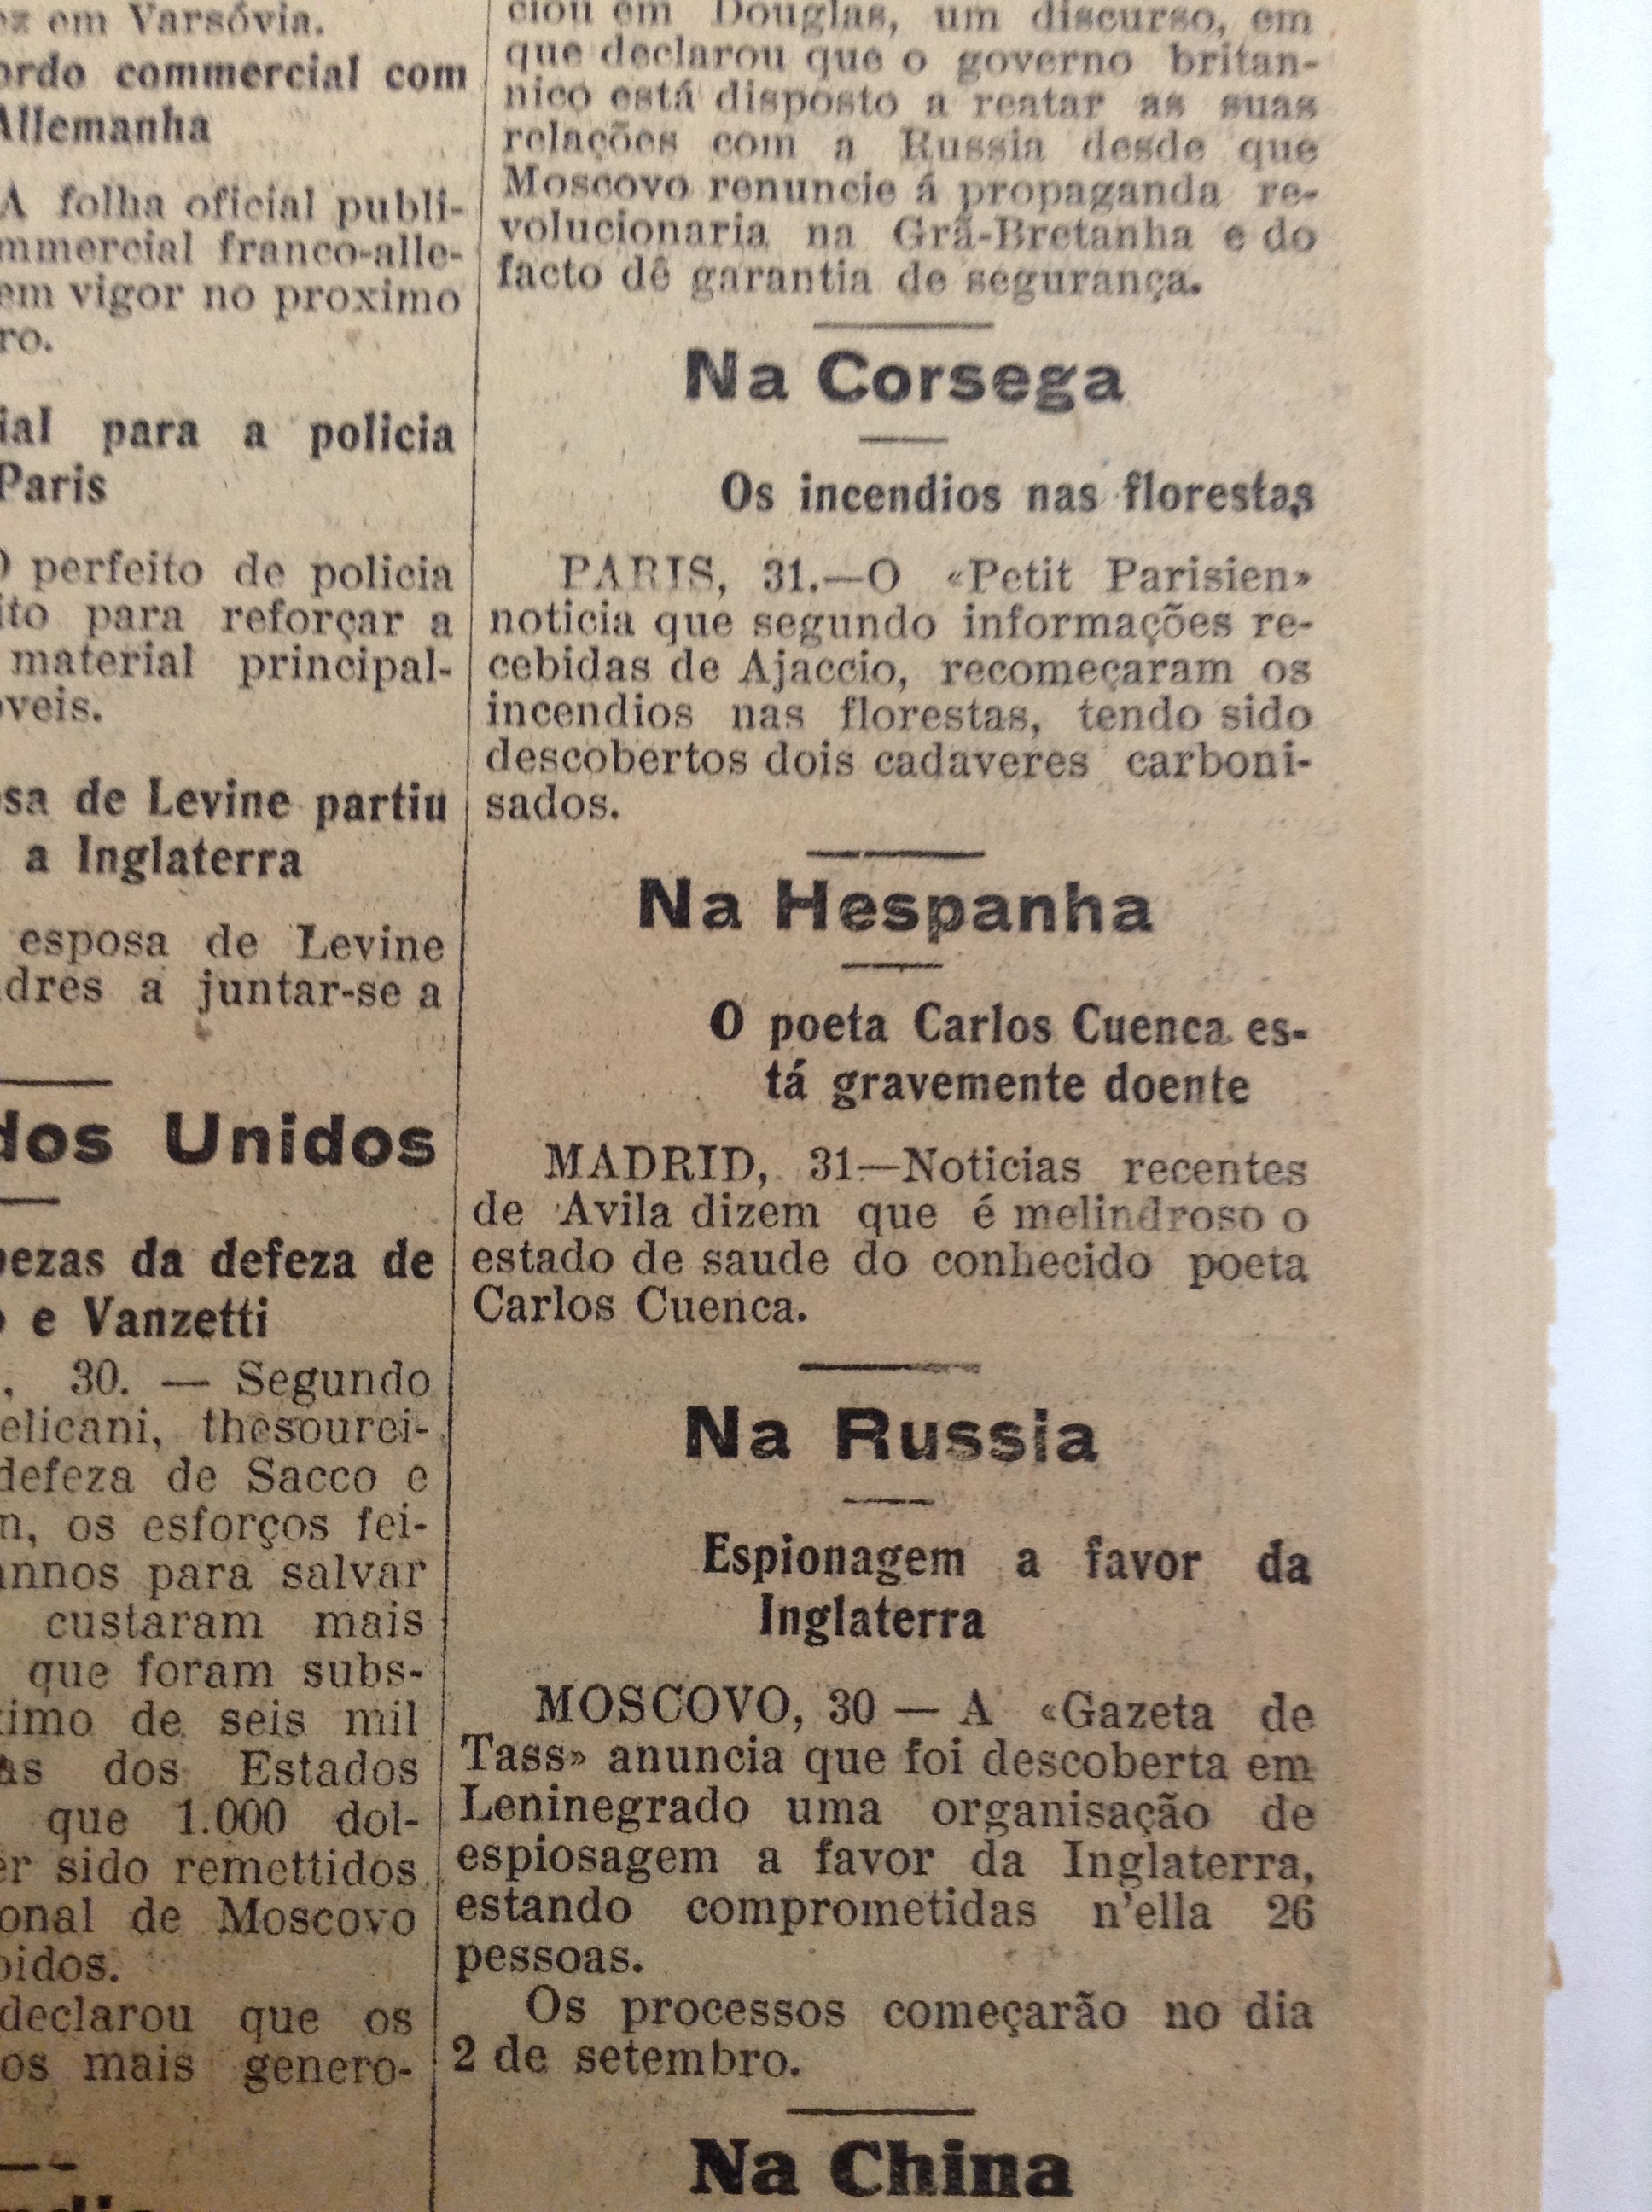 em Varsóvia.
ordo commercial com
Allemanha
A folha oficial publi-
mmercial franco-alle-
em vigor no proximo
ro.
ial para a policia
Paris
O perfeito de policia
ito para reforçar a
material principal-
oveis.
sa de Levine partiu
a Inglaterra
esposa de Levine
dres a juntar-se a
dos Unidos
pezas da defeza de
e Vanzetti
, 30. — Segundo
elicani, thesourei-
defeza de Sacco e
n, os esforços fei-
annos para salvar
custaram mais
que foram subs-
ximo de seis mil
as dos Estados
que 1.000 dol-
er sido remettidos
onal de Moscovo
bidos.
declarou que os
os mais genero-
ciou em Douglas, um discurso, em
que declarou que o governo britan-
nico está disposto a reatar as suas
relações com a Russia desde que
Moscovo renuncie á propaganda re-
volucionaria na Grã-Bretanha e do
facto dê garantia de segurança.
Na Corsega
Os incendios nas florestas
PARIS, 31.—O «Petit Parisien»
noticia que segundo informações re-
cebidas de Ajaccio, recomeçaram os
incendios nas florestas, tendo sido
descobertos dois cadaveres carboni-
sados.
Na Hespanha
O poeta Carlos Cuenca es-
tá gravemente doente
MADRID, 31—Noticias recentes
de Avila dizem que é melindroso o
estado de saude do conhecido poeta
Carlos Cuenca.
Na Russia
Espionagem a favor da
Inglaterra
MOSCOVO, 30 — A «Gazeta de
Tass» anuncia que foi descoberta em
Leninegrado uma organisação de
espiosagem a favor da Inglaterra,
estando comprometidas n'ella 26
pessoas.
Os processos começarão no dia
2 de setembro.
Na China